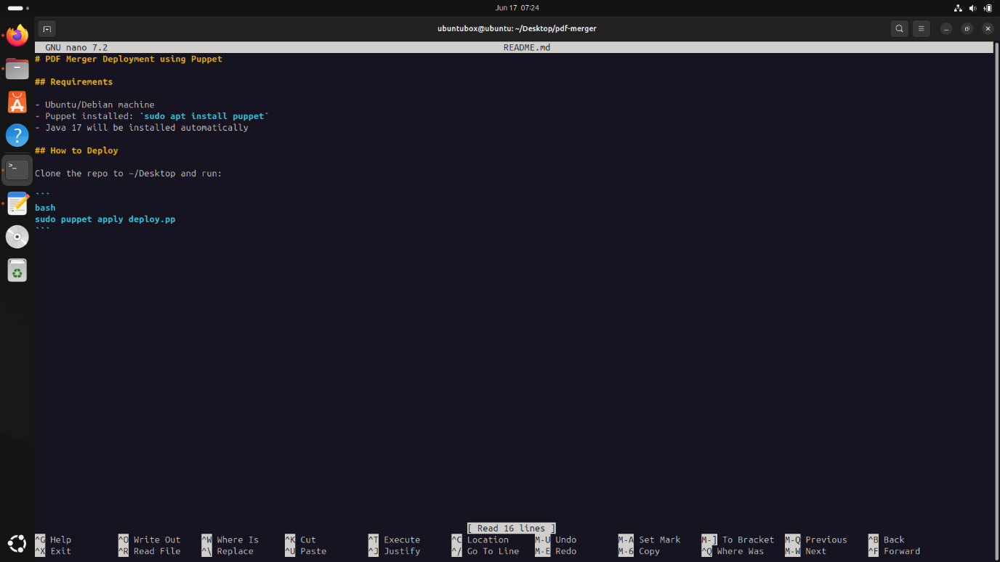 Jun 17 07:24
ubuntubox@ubuntu: ~/Desktop/pdf-merger
GNU nano 7.2 README.md
# PDF Merger Deployment using Puppet
## Requirements
- Ubuntu/Debian machine
- Puppet installed: `sudo apt install puppet`
- Java 17 will be installed automatically
## How to Deploy
Clone the repo to ~/Desktop and run:
```
bash
sudo puppet apply deploy.pp
```
[ Read 16 lines ]
^G Help ^O Write Out ^W Where Is ^K Cut ^T Execute ^C Location M-U Undo M-A Set Mark M-] To Bracket M-Q Previous ^B Back
^X Exit ^R Read File ^\ Replace ^U Paste ^J Justify ^/ Go To Line M-E Redo M-6 Copy ^Q Where Was M-W Next ^F Forward